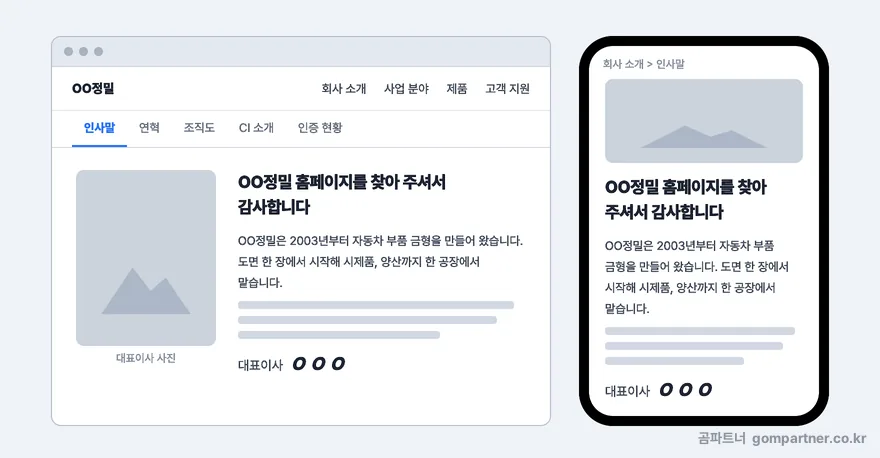 OO정밀
회사 소개 사업 분야 제품 고객 지원
인사말 연혁 조직도 CI 소개 인증 현황
대표이사 사진
OO정밀 홈페이지를 찾아 주셔서
감사합니다
OO정밀은 2003년부터 자동차 부품 금형을 만들어 왔습니다.
도면 한 장에서 시작해 시제품, 양산까지 한 공장에서
맡습니다.
대표이사 O O O
회사 소개 > 인사말
OO정밀 홈페이지를 찾아
주셔서 감사합니다
OO정밀은 2003년부터 자동차 부품
금형을 만들어 왔습니다. 도면 한 장에서
시작해 시제품, 양산까지 한 공장에서
맡습니다.
대표이사 O O O
곰파트너 gompartner.co.kr